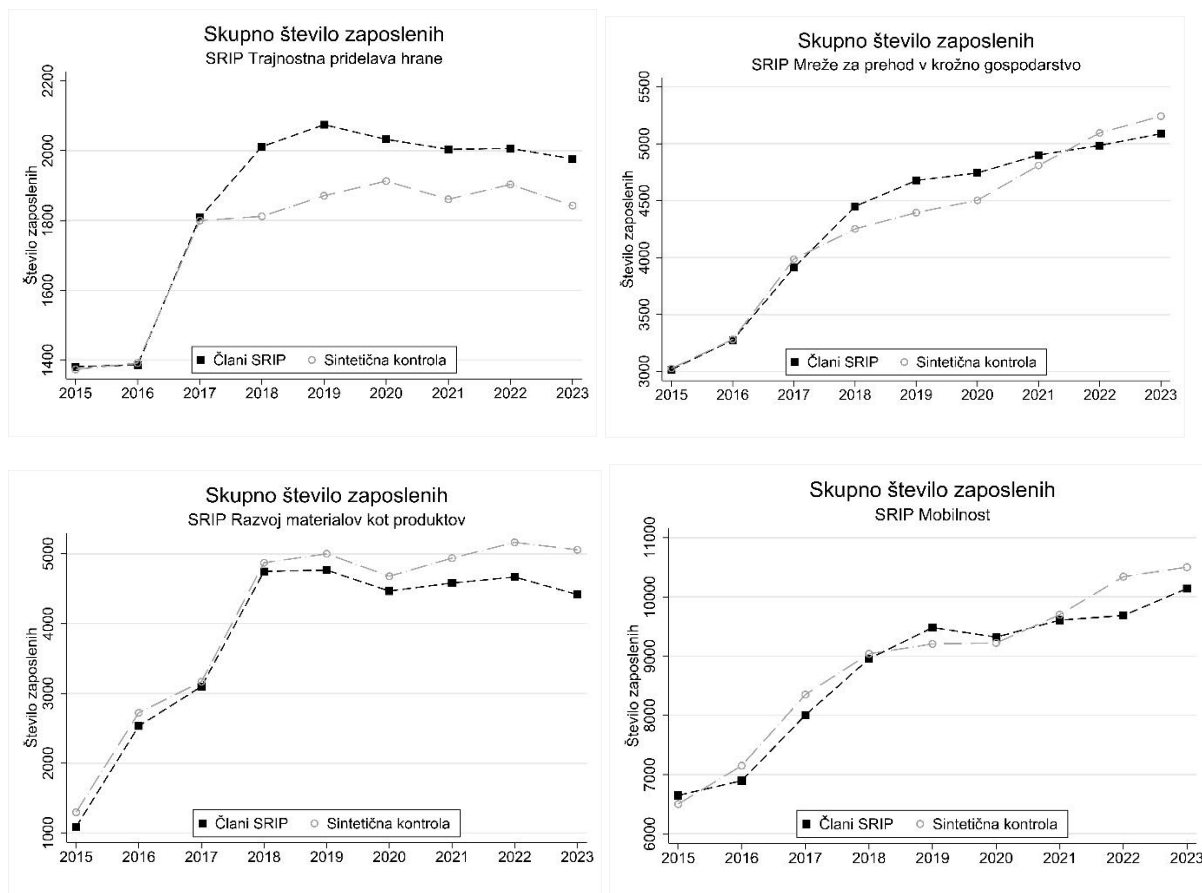 Skupno število zaposlenih
SRIP Trajnostna pridelava hrane
Število zaposlenih
2200
2000
1800
1600
1400
2015 2016 2017 2018 2019 2020 2021 2022 2023
Člani SRIP Sintetična kontrola
Skupno število zaposlenih
SRIP Mreže za prehod v krožno gospodarstvo
Število zaposlenih
5500
5000
4500
4000
3500
3000
2015 2016 2017 2018 2019 2020 2021 2022 2023
Člani SRIP Sintetična kontrola
Skupno število zaposlenih
SRIP Razvoj materialov kot produktov
Število zaposlenih
5000
4000
3000
2000
1000
2015 2016 2017 2018 2019 2020 2021 2022 2023
Člani SRIP Sintetična kontrola
Skupno število zaposlenih
SRIP Mobilnost
Število zaposlenih
11000
10000
9000
8000
7000
6000
2015 2016 2017 2018 2019 2020 2021 2022 2023
Člani SRIP Sintetična kontrola